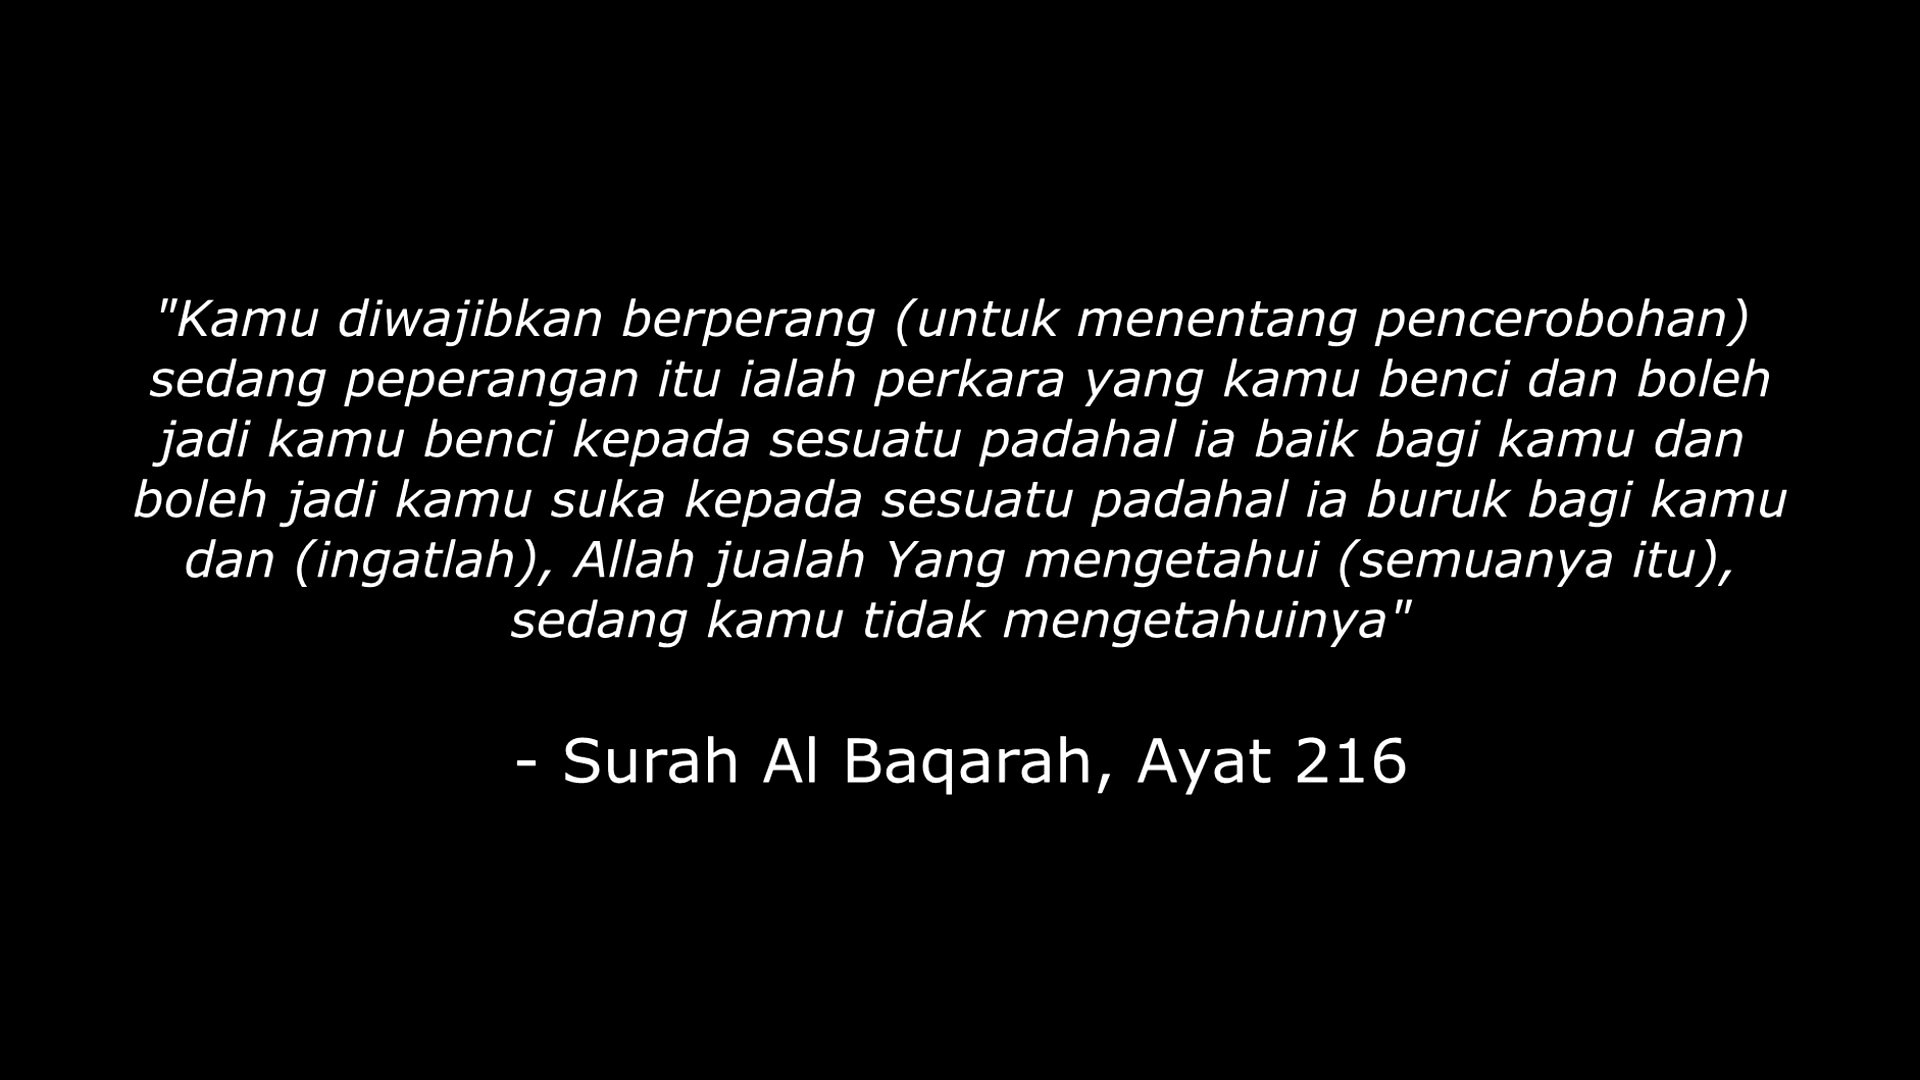 "Kamu diwajibkan berperang (untuk menentang pencerobohan)
sedang peperangan itu ialah perkara yang kamu benci dan boleh
jadi kamu benci kepada sesuatu padahal ia baik bagi kamu dan
boleh jadi kamu suka kepada sesuatu padahal ia buruk bagi kamu
dan (ingatlah), Allah jualah Yang mengetahui (semuanya itu),
sedang kamu tidak mengetahuinya"
- Surah Al Baqarah, Ayat 216